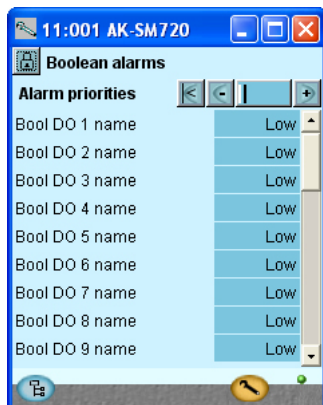 11:001 AK-SM720
Boolean alarms
Alarm priorities
Bool DO 1 name Low
Bool DO 2 name Low
Bool DO 3 name Low
Bool DO 4 name Low
Bool DO 5 name Low
Bool DO 6 name Low
Bool DO 7 name Low
Bool DO 8 name Low
Bool DO 9 name Low